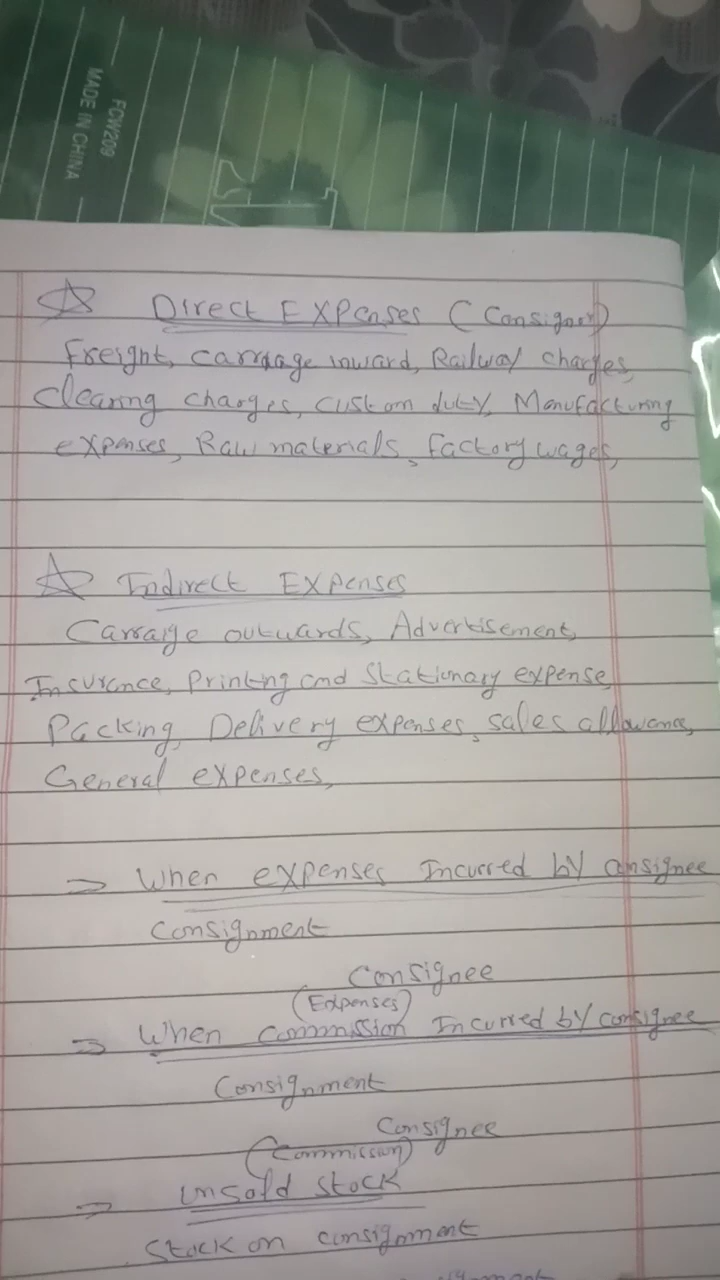 FCW209
MADE IN CHINA
Direct Expenses (Consignor)
Freight, carriage inward, Railway charges,
Clearing charges, custom duty, Manufacturing
expenses, Raw materials, factory wages,
Indirect Expenses
Carraige outwards, Advertisement,
Insurance, Printing and Stationary expense
Packing, Delivery expenses, sales allowance,
General expenses,
⇒ When expenses Incurred by consignee
Consignment
Consignee
(Expenses)
⇒ When commission Incurred by consignee
Consignment
Consignee
(Commission)
⇒ Unsold stock
Stock on consignment